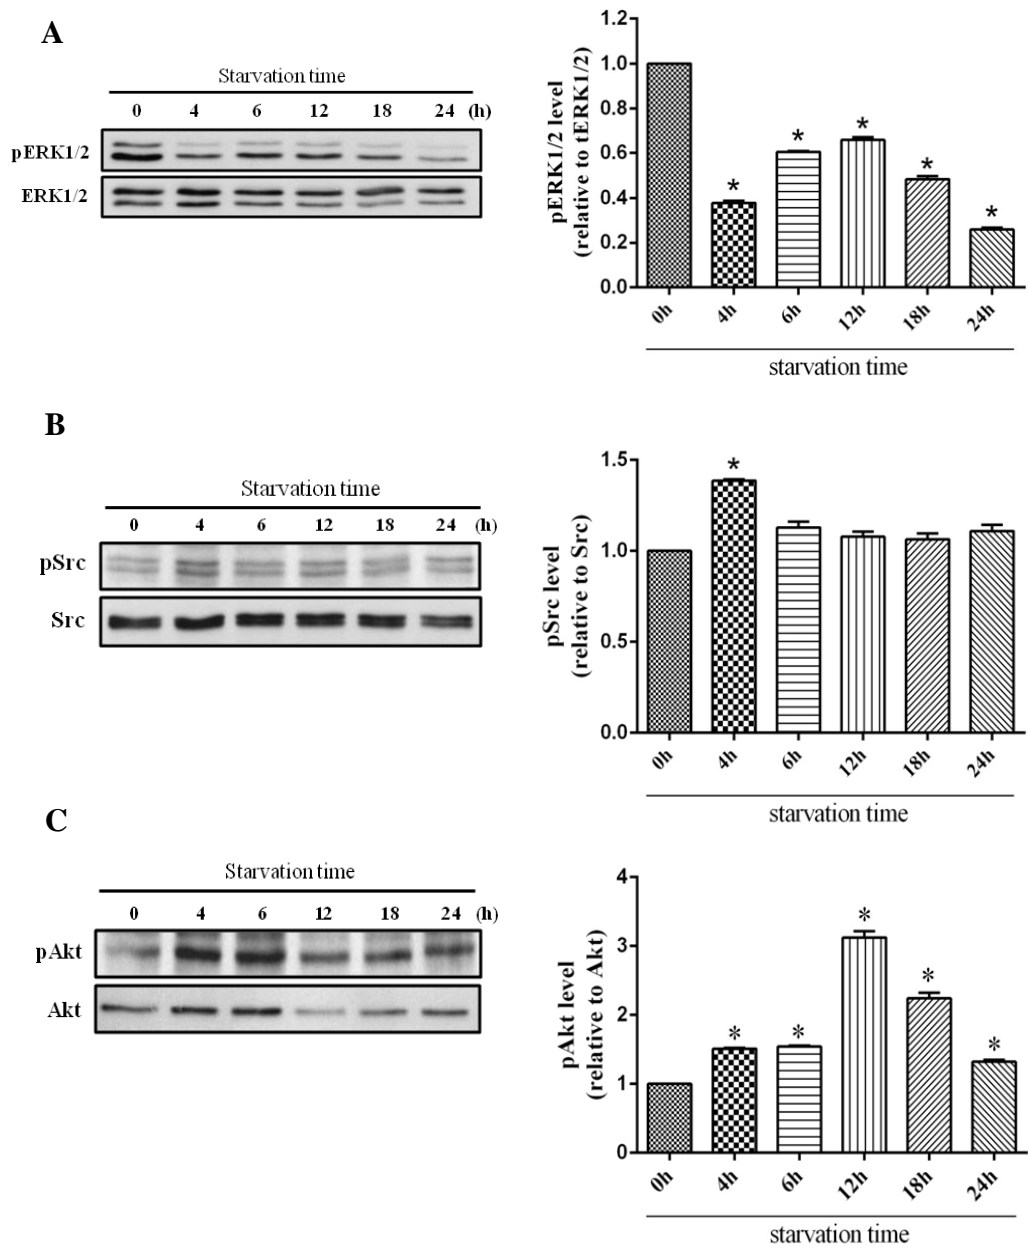 A
Starvation time
0 4 6 12 18 24 (h)
pERK1/2
ERK1/2
pERK1/2 level
(relative to tERK1/2)
1.2
1.0
0.8
0.6
0.4
0.2
0.0
* * * * *
0h 4h 6h 12h 18h 24h
starvation time
B
Starvation time
0 4 6 12 18 24 (h)
pSrc
Src
pSrc level
(relative to Src)
1.5
1.0
0.5
0.0
*
0h 4h 6h 12h 18h 24h
starvation time
C
Starvation time
0 4 6 12 18 24 (h)
pAkt
Akt
pAkt level
(relative to Akt)
4
3
2
1
0
* * * * *
0h 4h 6h 12h 18h 24h
starvation time